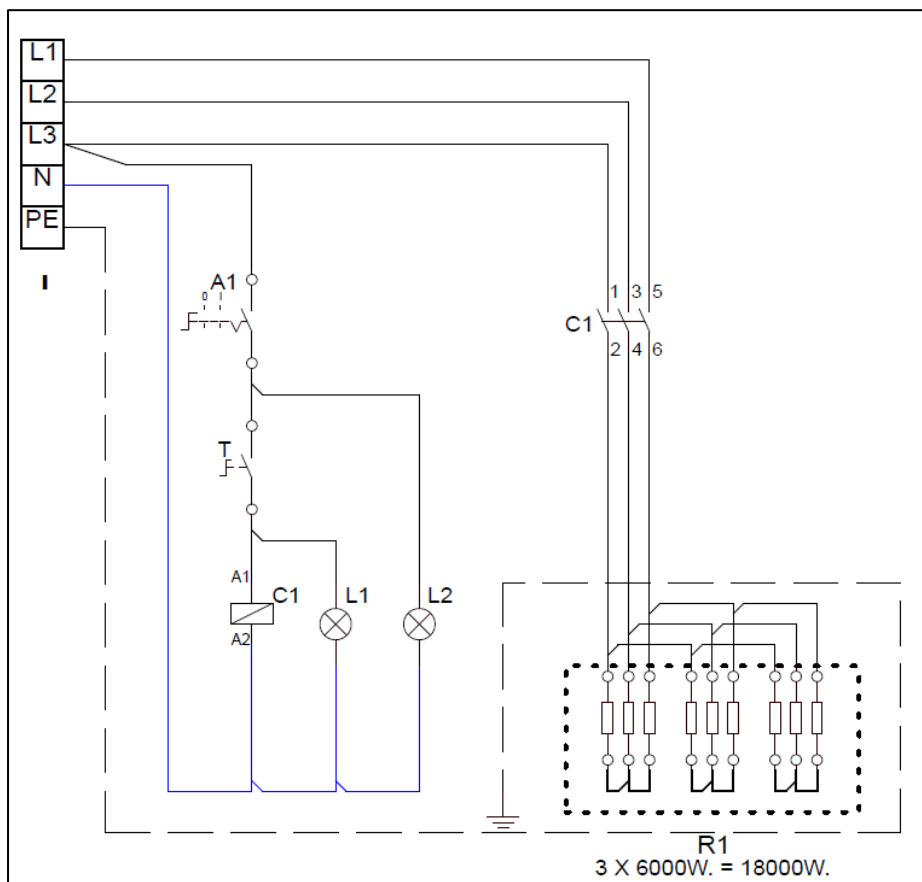 L1
L2
L3
N
PE
I
0 I
A1
1 3 5
C1
2 4 6
T
A1
C1 L1 L2
A2
R1
3 X 6000W. = 18000W.